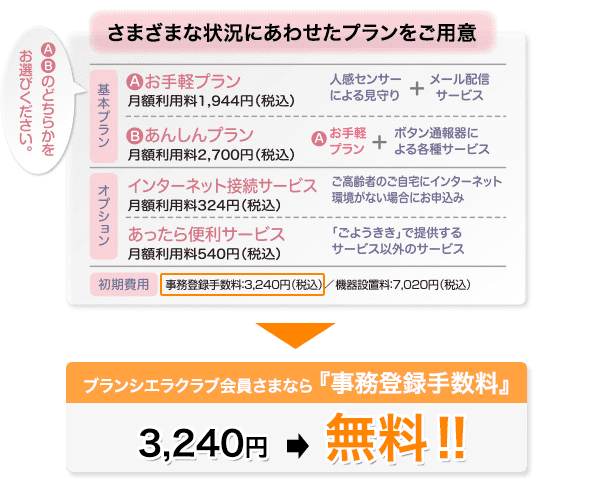 さまざまな状況にあわせたプランをご用意
ABのどちらかを
お選びください。
基本プラン
Aお手軽プラン
月額利用料1,944円(税込)
人感センサー
による見守り
+
メール配信
サービス
Bあんしんプラン
月額利用料2,700円(税込)
A お手軽
プラン
+
ボタン通報器に
よる各種サービス
オプション
インターネット接続サービス
月額利用料324円(税込)
ご高齢者のご自宅にインターネット
環境がない場合にお申込み
あったら便利サービス
月額利用料540円(税込)
「ごようきき」で提供する
サービス以外のサービス
初期費用
事務登録手数料:3,240円(税込)/機器設置料:7,020円(税込)
ブランシエラクラブ会員さまなら『事務登録手数料』
3,240円➡無料!!